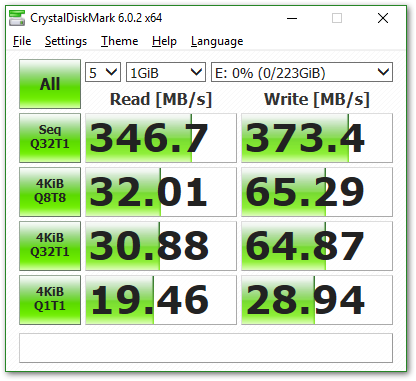 CrystalDiskMark 6.0.2 x64
File Settings Theme Help Language
All 5 1GiB E: 0% (0/223GiB)
Read [MB/s] Write [MB/s]
Seq
Q32T1 346.7 373.4
4KiB
Q8T8 32.01 65.29
4KiB
Q32T1 30.88 64.87
4KiB
Q1T1 19.46 28.94